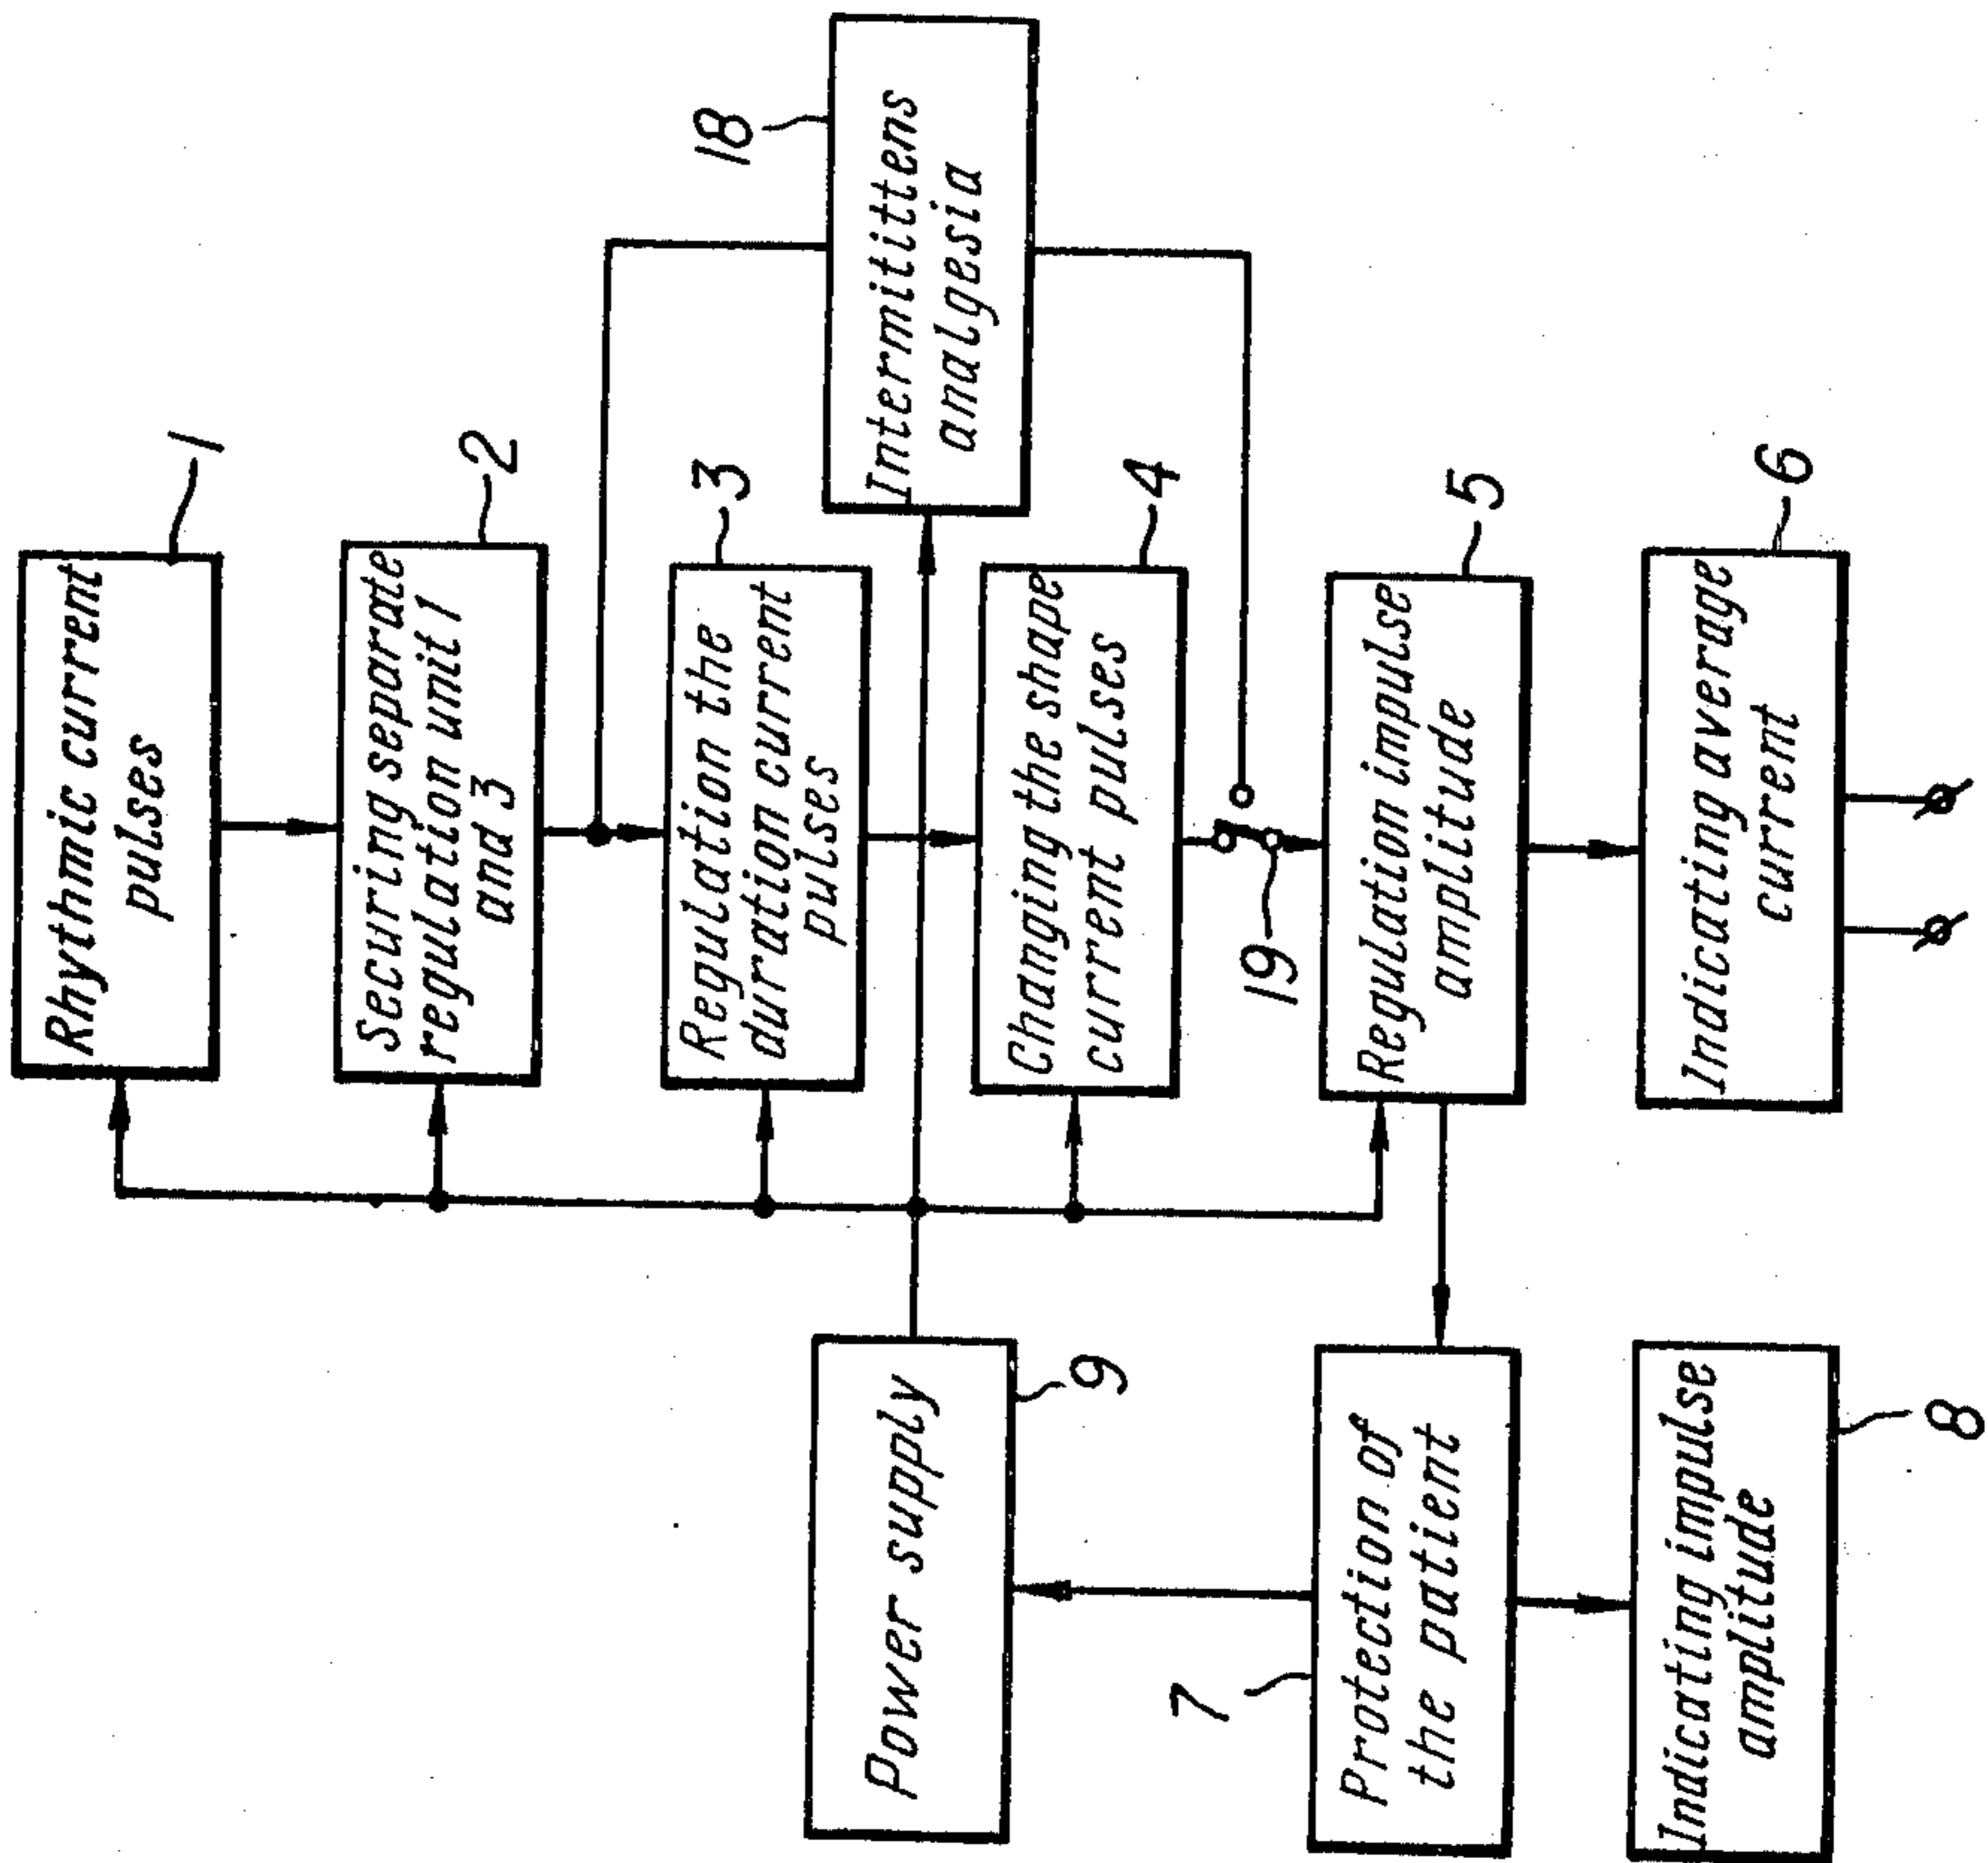 Rhythmic current
pulses
1
Securing separate
regulation unit 1
and 3
2
Regulation the
duration current
pulses
3
Changing the shape
current pulses
4
19
Regulation impulse
amplitude
5
Indicating average
current
6
Intermitittens
analgesia
18
Power supply
9
Protection of
the patient
7
Indicating impulse
amplitude
8